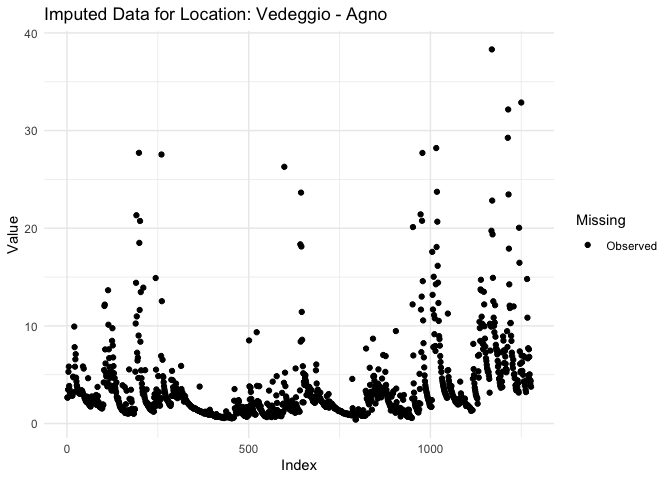 Imputed Data for Location: Vedeggio - Agno
40
30
20
10
0
Value
0 500 1000
Index
Missing
Observed